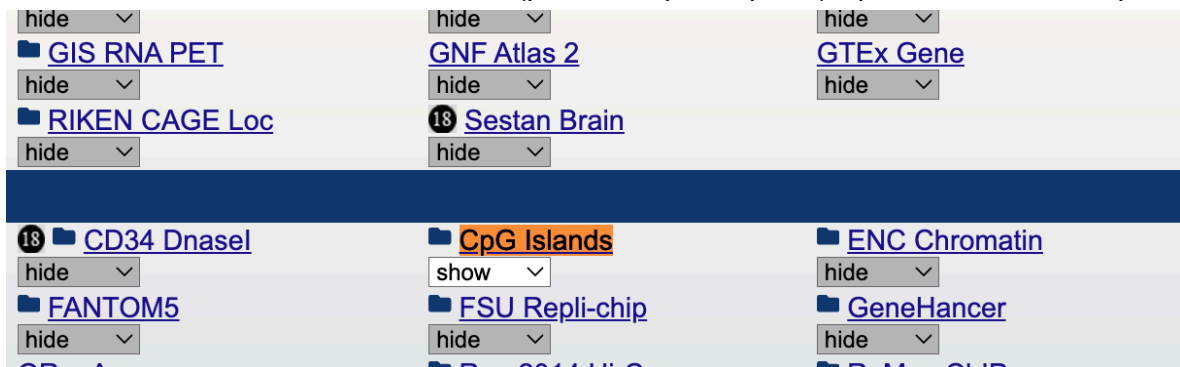 hide hide
GIS RNA PET GNF Atlas 2 GTEx Gene
hide hide hide
RIKEN CAGE Loc 18 Sestan Brain
hide hide
18 CD34 DnaseI CpG Islands ENC Chromatin
hide show hide
FANTOM5 FSU Repli-chip GeneHancer
hide hide hide